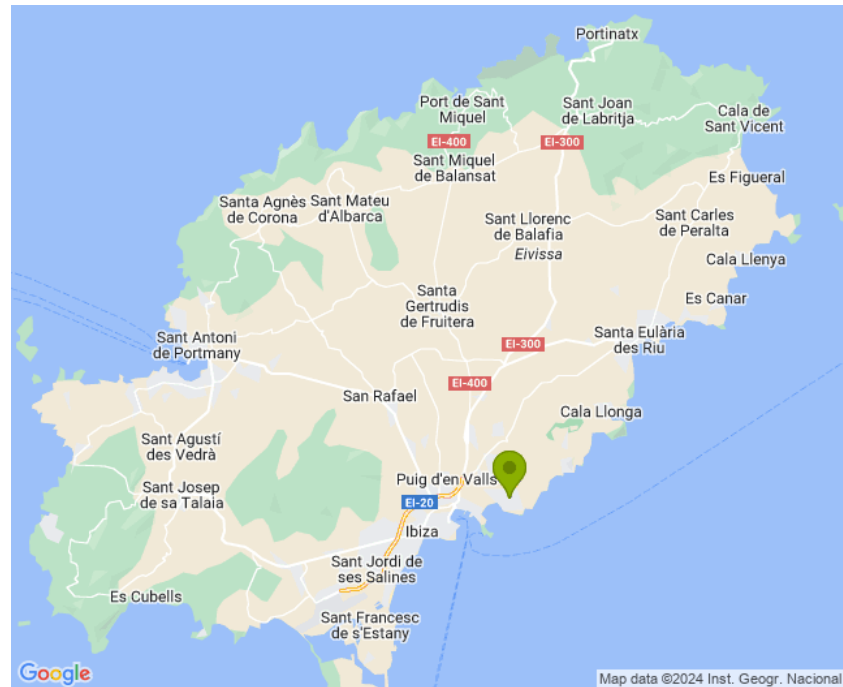 Portinatx
Port de Sant
Miquel
Sant Joan
de Labritja
Cala de
Sant Vicent
EI-400
EI-300
Sant Miquel
de Balansat
Es Figueral
Santa Agnès
de Corona
Sant Mateu
d'Albarca
Sant Llorenc
de Balafia
Sant Carles
de Peralta
Eivissa
Cala Llenya
Santa
Gertrudis
de Fruitera
Es Canar
Sant Antoni
de Portmany
Santa Eulària
des Riu
EI-300
EI-400
San Rafael
Cala Llonga
Sant Agustí
des Vedrà
Puig d'en Valls
Sant Josep
de sa Talaia
EI-20
Ibiza
Sant Jordi de
ses Salines
Es Cubells
Sant Francesc
de s'Estany
Google
Map data ©2024 Inst. Geogr. Nacional